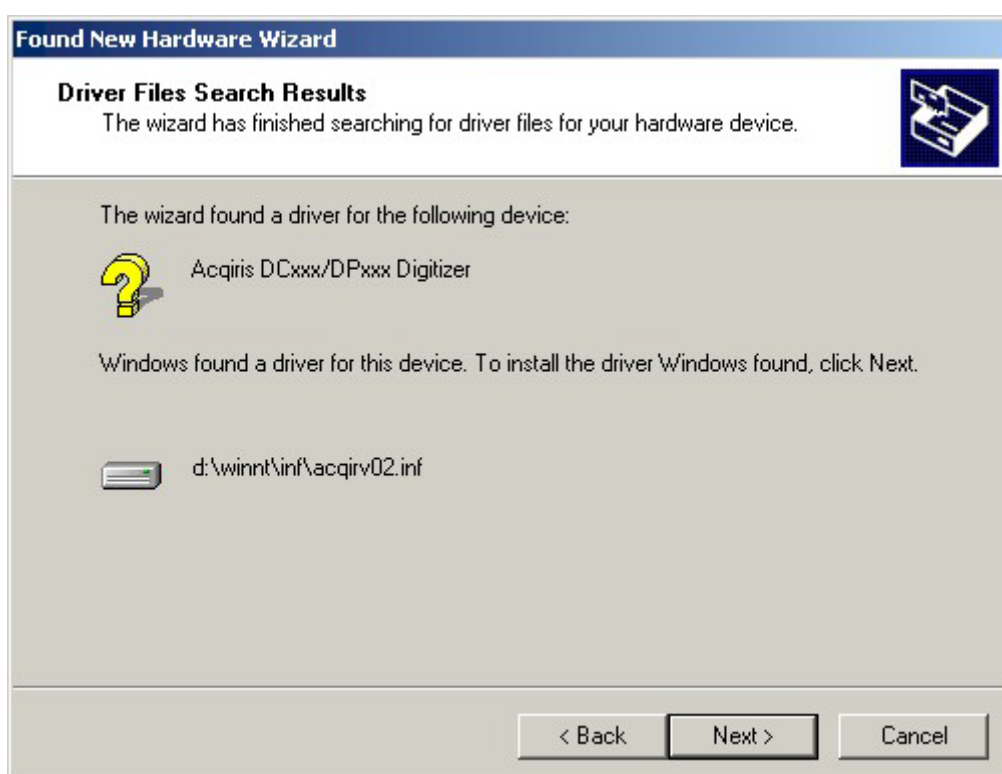 Found New Hardware Wizard
Driver Files Search Results
The wizard has finished searching for driver files for your hardware device.
The wizard found a driver for the following device:
Acqiris DCxxx/DPxxx Digitizer
Windows found a driver for this device. To install the driver Windows found, click Next.
d:\winnt\inf\acqirv02.inf
< Back Next > Cancel